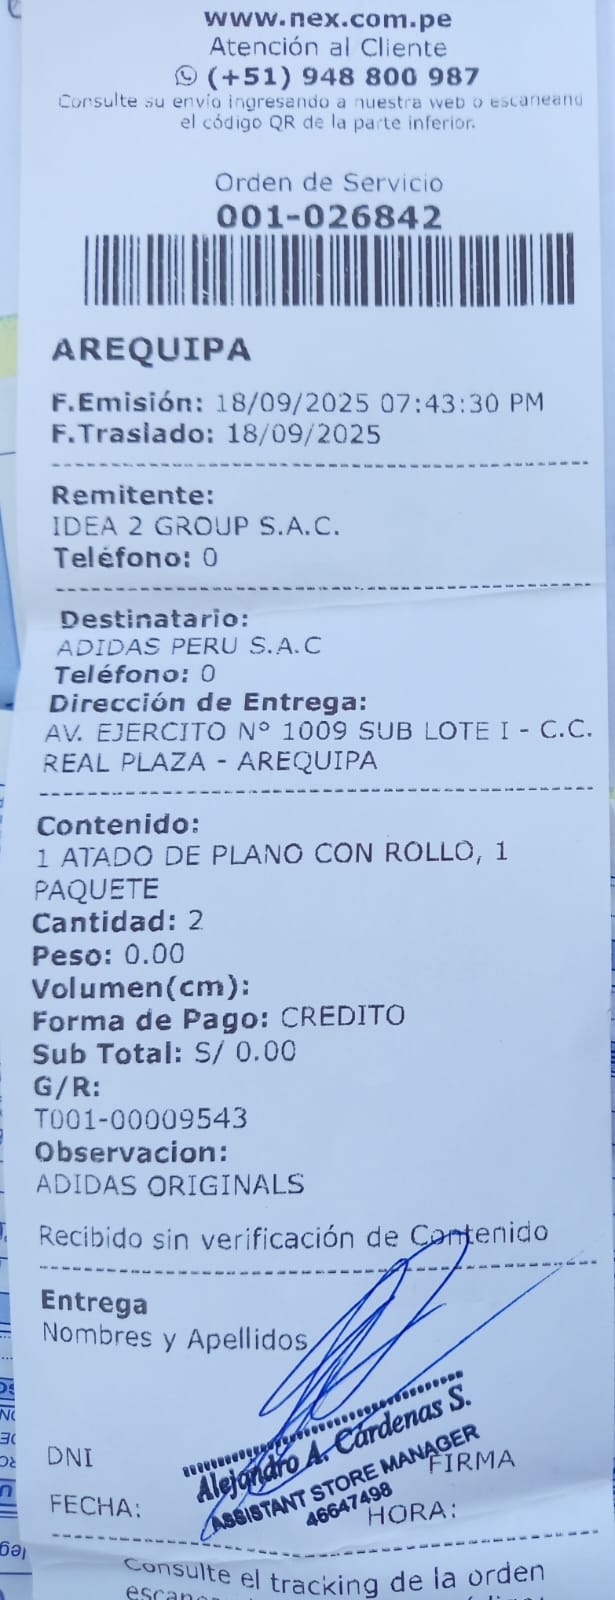 www.nex.com.pe
Atención al Cliente
(+51) 948 800 987
Consulte su envío ingresando a nuestra web o escaneand
el código QR de la parte inferior.
Orden de Servicio
001-026842
AREQUIPA
F.Emisión: 18/09/2025 07:43:30 PM
F.Traslado: 18/09/2025
Remitente:
IDEA 2 GROUP S.A.C.
Teléfono: 0
Destinatario:
ADIDAS PERU S.A.C
Teléfono: 0
Dirección de Entrega:
AV. EJERCITO Nº 1009 SUB LOTE I - C.C.
REAL PLAZA - AREQUIPA
Contenido:
1 ATADO DE PLANO CON ROLLO, 1
PAQUETE
Cantidad: 2
Peso: 0.00
Volumen(cm):
Forma de Pago: CREDITO
Sub Total: S/ 0.00
G/R:
T001-00009543
Observacion:
ADIDAS ORIGINALS
Recibido sin verificación de Contenido
Entrega
Nombres y Apellidos
Alejandro A. Cárdenas S.
ASSISTANT STORE MANAGER
46647498
DNI
FIRMA
FECHA:
HORA:
Consulte el tracking de la orden